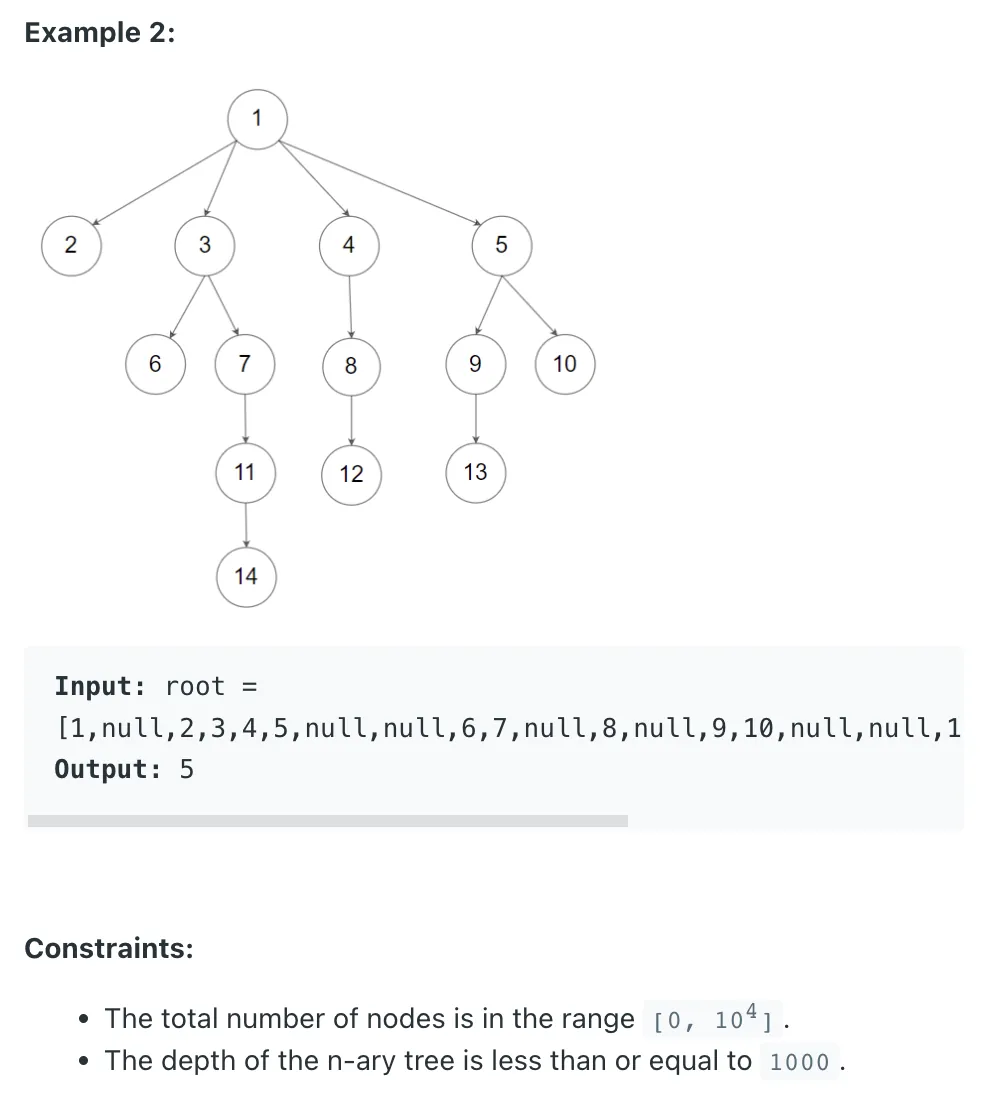 Example 2:
1
2 3 4 5
6 7 8 9 10
11 12 13
14
Input: root =
[1,null,2,3,4,5,null,null,6,7,null,8,null,9,10,null,null,1
Output: 5
Constraints:
• The total number of nodes is in the range [0, 10⁴].
• The depth of the n-ary tree is less than or equal to 1000.